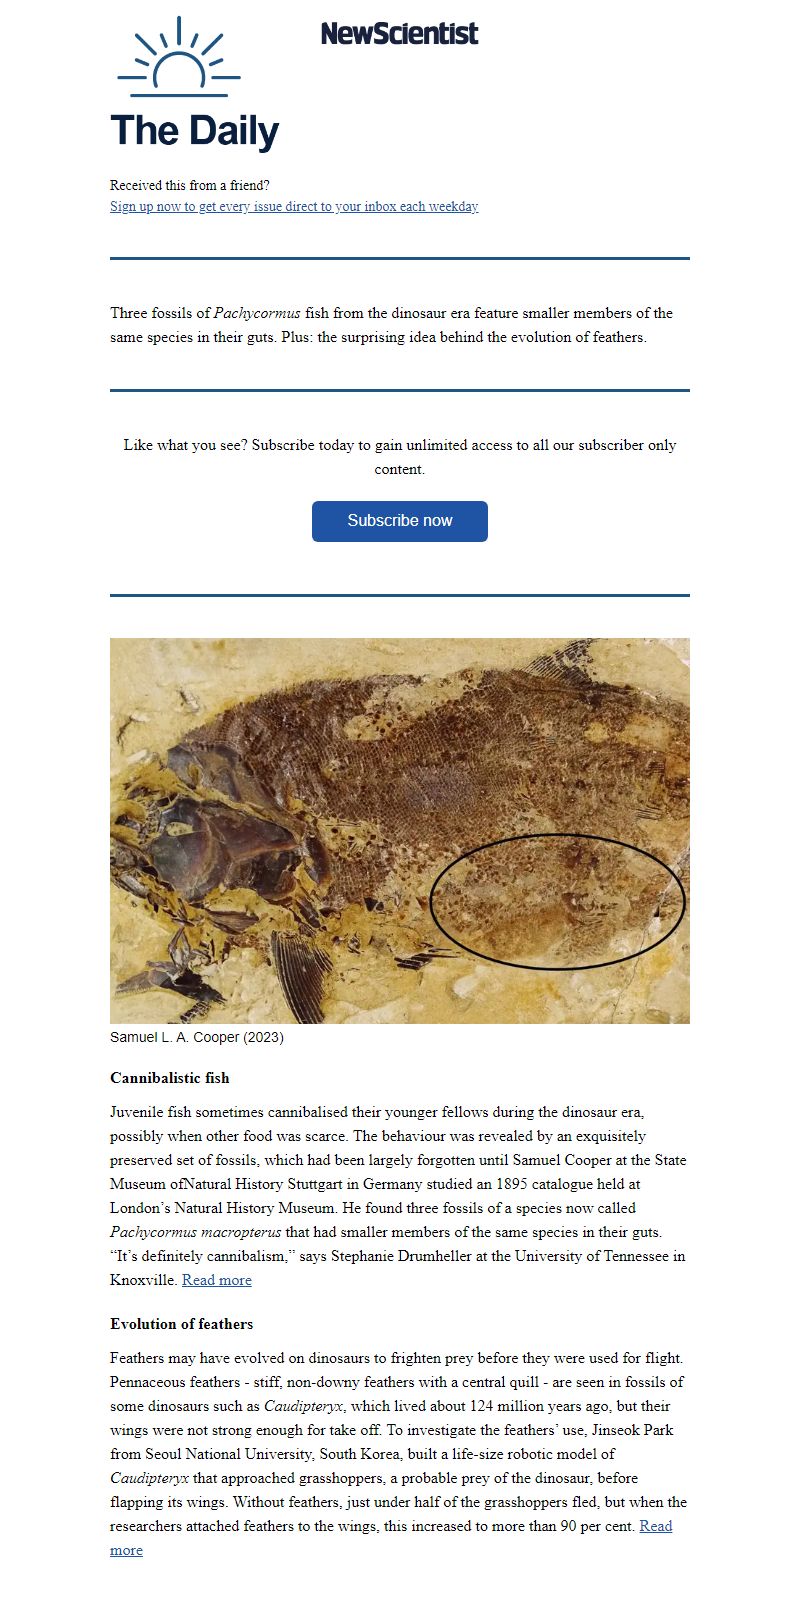 NewScientist
The Daily
Received this from a friend?
Sign up now to get every issue direct to your inbox each weekday
Three fossils of Pachycormus fish from the dinosaur era feature smaller members of the
same species in their guts. Plus: the surprising idea behind the evolution of feathers.
Like what you see? Subscribe today to gain unlimited access to all our subscriber only
content.
Subscribe now
Samuel L. A. Cooper (2023)
Cannibalistic fish
Juvenile fish sometimes cannibalised their younger fellows during the dinosaur era,
possibly when other food was scarce. The behaviour was revealed by an exquisitely
preserved set of fossils, which had been largely forgotten until Samuel Cooper at the State
Museum ofNatural History Stuttgart in Germany studied an 1895 catalogue held at
London’s Natural History Museum. He found three fossils of a species now called
Pachycormus macropterus that had smaller members of the same species in their guts.
“It’s definitely cannibalism,” says Stephanie Drumheller at the University of Tennessee in
Knoxville. Read more
Evolution of feathers
Feathers may have evolved on dinosaurs to frighten prey before they were used for flight.
Pennaceous feathers - stiff, non-downy feathers with a central quill - are seen in fossils of
some dinosaurs such as Caudipteryx, which lived about 124 million years ago, but their
wings were not strong enough for take off. To investigate the feathers’ use, Jinseok Park
from Seoul National University, South Korea, built a life-size robotic model of
Caudipteryx that approached grasshoppers, a probable prey of the dinosaur, before
flapping its wings. Without feathers, just under half of the grasshoppers fled, but when the
researchers attached feathers to the wings, this increased to more than 90 per cent. Read
more